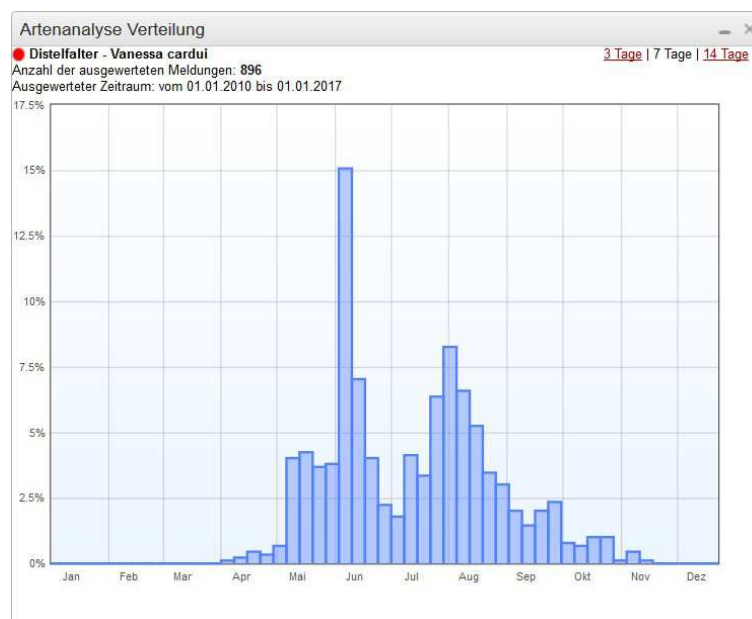 Artenanalyse Verteilung
Distelfalter - Vanessa cardui
3 Tage | 7 Tage | 14 Tage
Anzahl der ausgewerteten Meldungen: 896
Ausgewerteter Zeitraum: vom 01.01.2010 bis 01.01.2017
17.5%
15%
12.5%
10%
7.5%
5%
2.5%
0%
Jan Feb Mar Apr Mai Jun Jul Aug Sep Okt Nov Dez